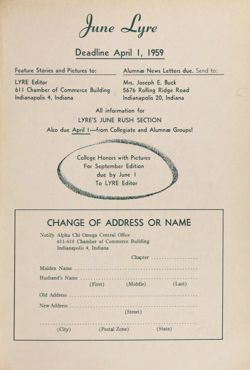 June Lyre
Deadline April 1, 1959
Feature Stories and Pictures to:
LYRE Editor
611 Chamber of Commerce Building
Indianapolis 4, Indiana
Alumnæ News Letters due. Send to:
Mrs. Joseph E. Buck
5676 Rolling Ridge Road
Indianapolis 20, Indiana
All information for
LYRE'S JUNE RUSH SECTION
Also due April 1—from Collegiate and Alumnæ Groups!
College Honors with Pictures
For September Edition
due by June 1
To LYRE Editor
CHANGE OF ADDRESS OR NAME
Notify Alpha Chi Omega Central Office
611-618 Chamber of Commerce Building
Indianapolis 4, Indiana
Chapter
Maiden Name
Husband's Name
(First) (Middle) (Last)
Old Address
New Address
(Street)
(City) (Postal Zone) (State)